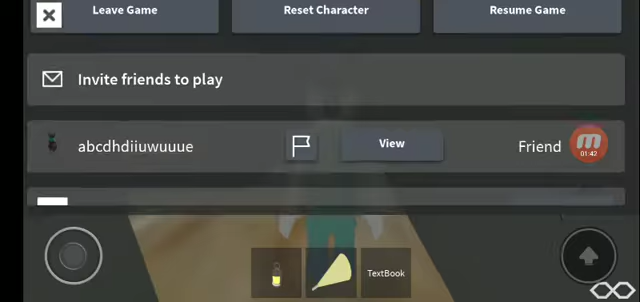 Leave Game
Reset Character
Resume Game
Invite friends to play
abcdhdiiuwuuue
View
Friend
01:42
TextBook